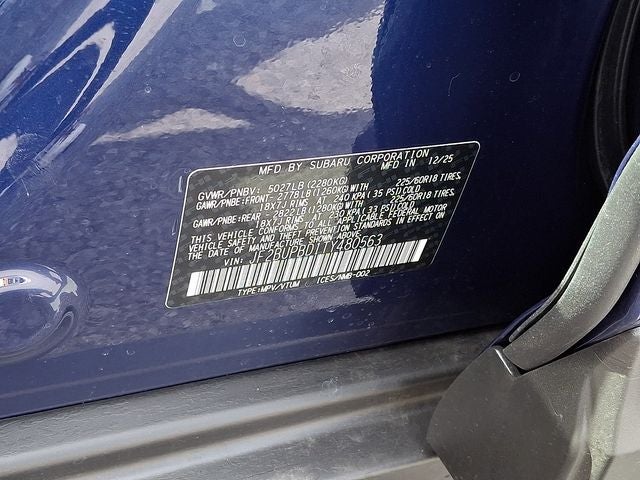 MFD BY SUBARU CORPORATION
MFD IN 12/25
GVWR/PNBV: 5027LB (2280KG)
GAWR/PNBE:FRONT- 2778LB (1260KG) WITH 225/60R18 TIRES,
18X7J RIMS AT 240 KPA (35 PSI) COLD
GAWR/PNBE:REAR - 2822LB (1280KG) WITH 225/60R18 TIRES,
18X7J RIMS AT 230 KPA (33 PSI) COLD
THIS VEHICLE CONFORMS TO ALL APPLICABLE FEDERAL MOTOR
VEHICLE SAFETY AND THEFT PREVENTION STANDARDS IN EFFECT ON
THE DATE OF MANUFACTURE SHOWN ABOVE.
VIN:
TYPE:MPV/VTUM ICES/NMB-002